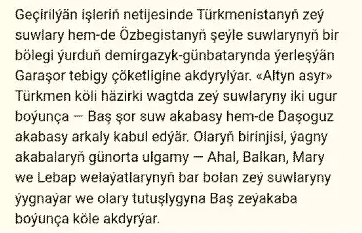 Geçirilýän işleriň netijesinde Türkmenistanyň zeý
suwlary hem-de Özbegistanyň şeýle suwlarynyň bir
bölegi ýurduň demirgazyk-günbatarynda ýerleşýän
Garaşor tebigy çöketligine akdyrylýar. «Altyn asyr»
Türkmen köli häzirki wagtda zeý suwlaryny iki ugur
boýunça — Baş şor suw akabasy hem-de Daşoguz
akabasy arkaly kabul edýär. Olaryň birinjisi, ýagny
akabalaryň günorta ulgamy — Ahal, Balkan, Mary
we Lebap welaýatlarynyň bar bolan zeý suwlaryny
ýygnaýar we olary tutuşlygyna Baş zeýakaba
boýunça köle akdyrýar.